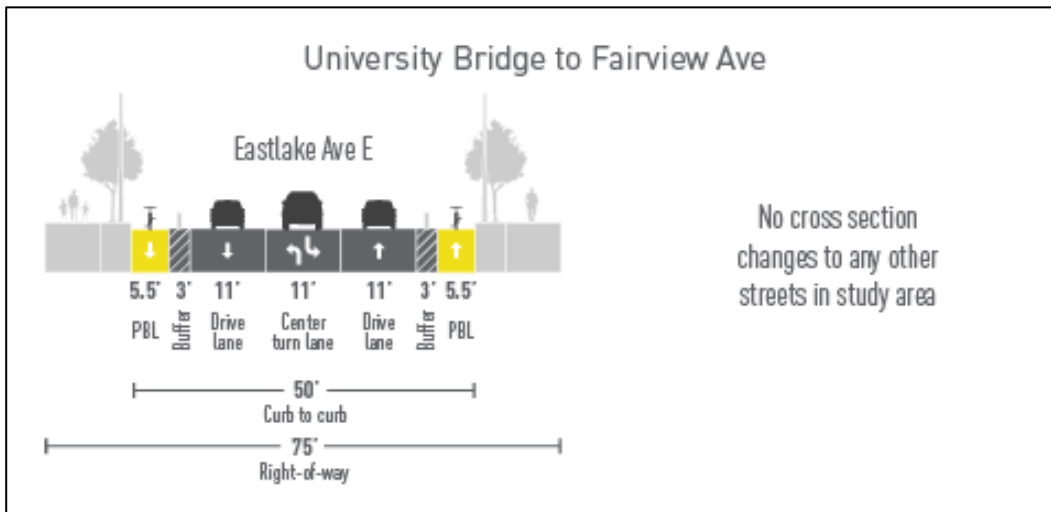 University Bridge to Fairview Ave
Eastlake Ave E
5.5' 3' 11' 11' 11' 3' 5.5'
PBL Buffer Drive lane Center turn lane Drive lane Buffer PBL
50'
Curb to curb
75'
Right-of-way
No cross section
changes to any other
streets in study area